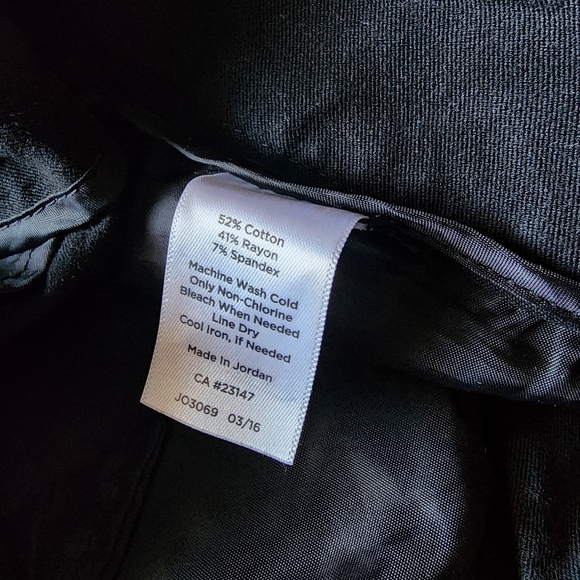 52% Cotton
41% Rayon
7% Spandex
Machine Wash Cold
Only Non-Chlorine
Bleach When Needed
Line Dry
Cool Iron, If Needed
Made In Jordan
CA #23147
JO3069 03/16